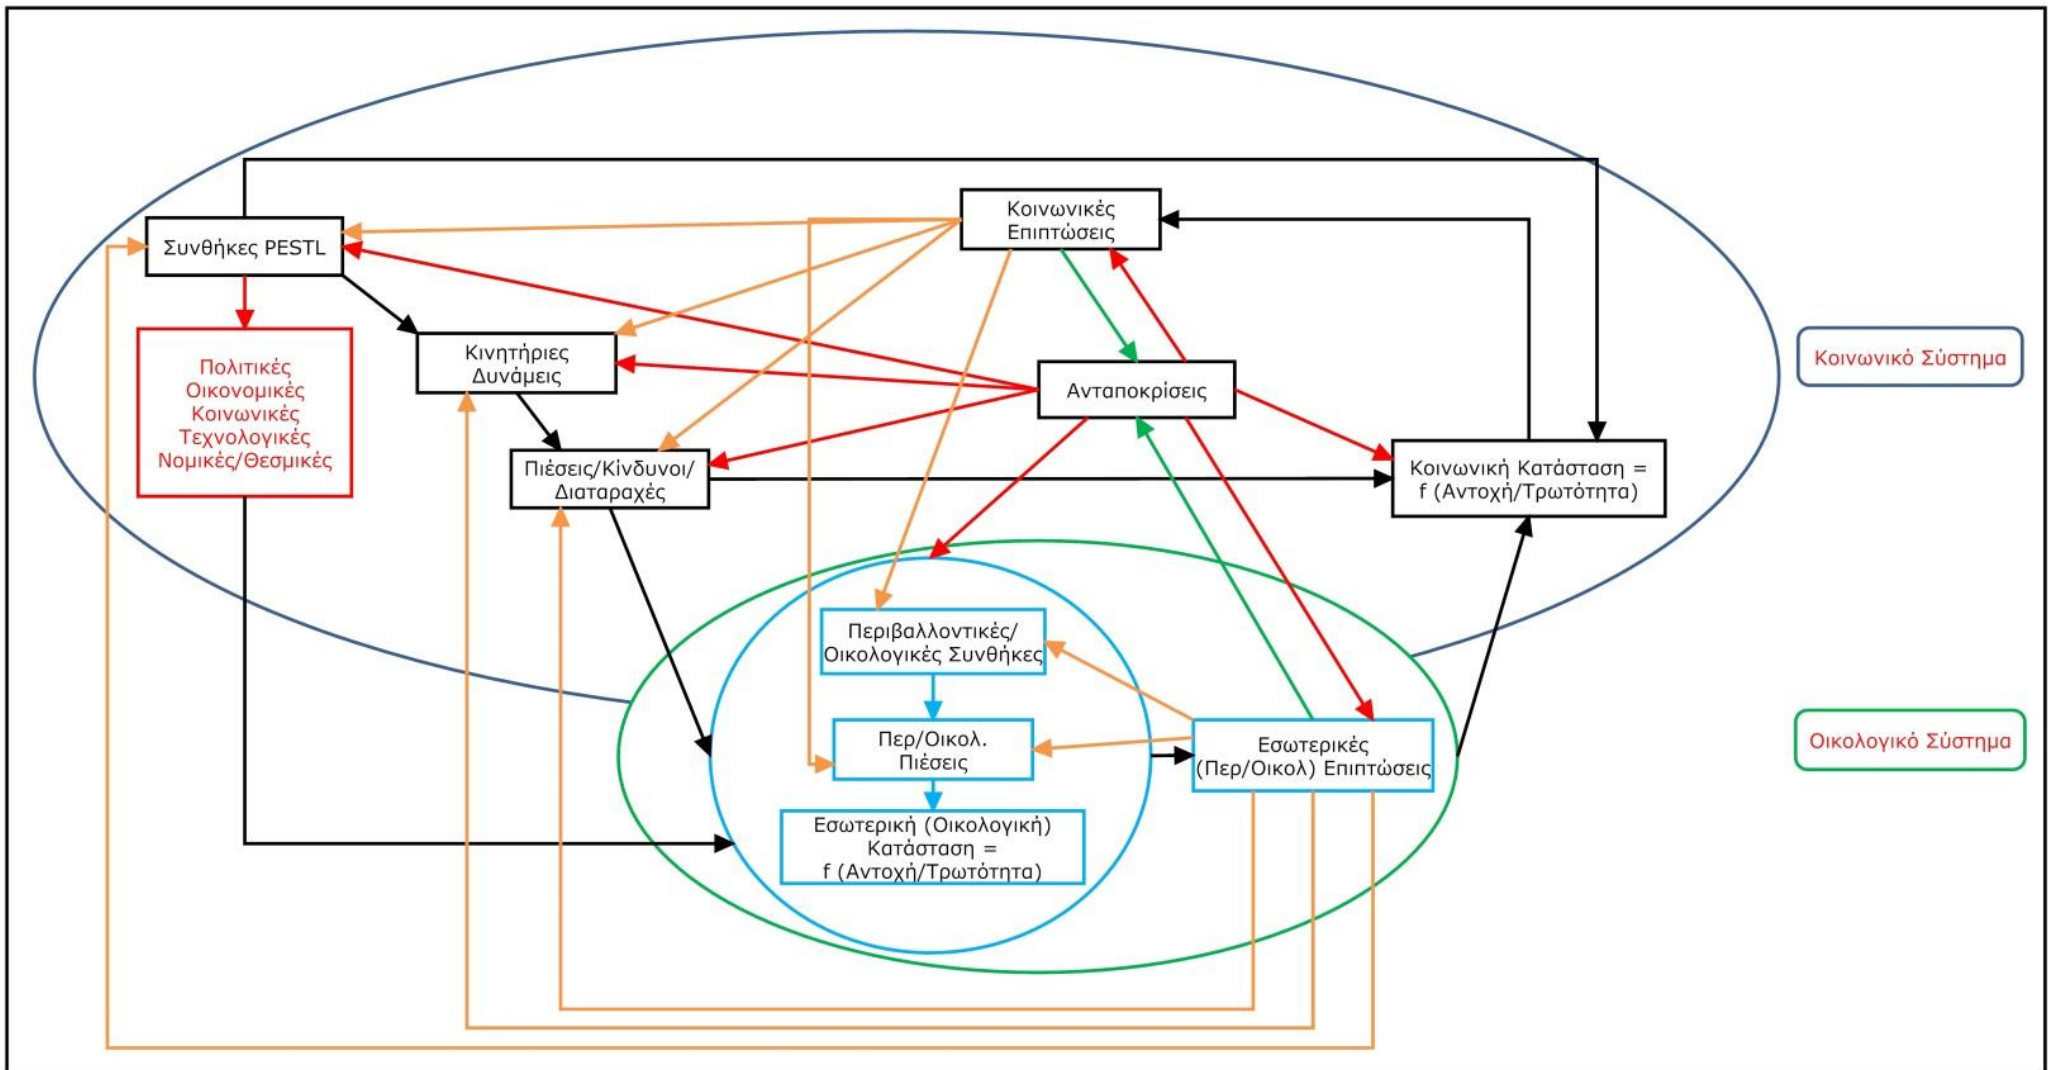 Κοινωνικές
Επιπτώσεις
Συνθήκες PESTL
Κινητήριες
Δυνάμεις
Πολιτικές
Οικονομικές
Κοινωνικές
Τεχνολογικές
Νομικές/Θεσμικές
Ανταποκρίσεις
Κοινωνικό Σύστημα
Πιέσεις/Κίνδυνοι/
Διαταραχές
Κοινωνική Κατάσταση =
f (Αντοχή/Τρωτότητα)
Περιβαλλοντικές/
Οικολογικές Συνθήκες
Περ/Οικολ.
Πιέσεις
Εσωτερικές
(Περ/Οικολ) Επιπτώσεις
Οικολογικό Σύστημα
Εσωτερική (Οικολογική)
Κατάσταση =
f (Αντοχή/Τρωτότητα)